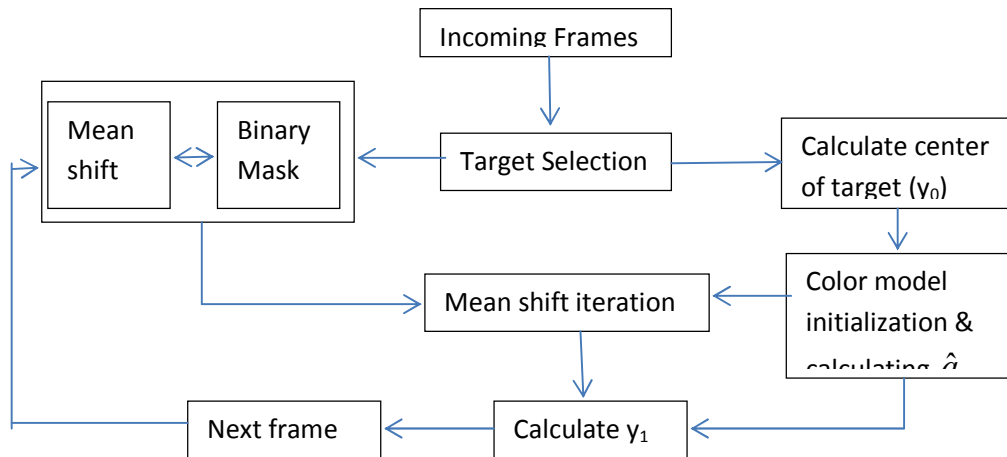 Incoming Frames
Mean
shift
Binary
Mask
Target Selection
Calculate center
of target (y₀)
Mean shift iteration
Color model
initialization &
calculating
Next frame
Calculate y₁